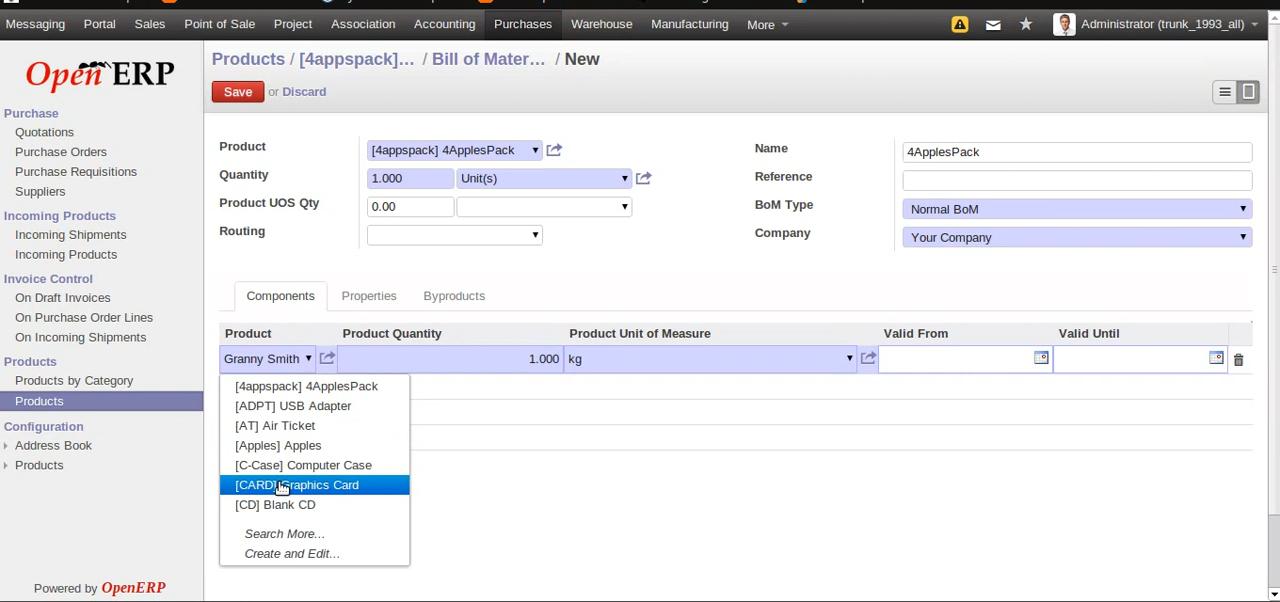 Messaging Portal Sales Point of Sale Project Association Accounting Purchases Warehouse Manufacturing More Administrator (trunk_1993_all)
OpenERP
Products / [4appspack]... / Bill of Mater... / New
Save or Discard
Purchase
Quotations
Purchase Orders
Purchase Requisitions
Suppliers
Incoming Products
Incoming Shipments
Incoming Products
Invoice Control
On Draft Invoices
On Purchase Order Lines
On Incoming Shipments
Products
Products by Category
Products
Configuration
Address Book
Products
Powered by OpenERP
Product [4appspack] 4ApplesPack
Quantity 1.000 Unit(s)
Product UOS Qty 0.00
Routing
Name 4ApplesPack
Reference
BoM Type Normal BoM
Company Your Company
Components Properties Byproducts
Product Product Quantity Product Unit of Measure Valid From Valid Until
Granny Smith 1.000 kg
[4appspack] 4ApplesPack
[ADPT] USB Adapter
[AT] Air Ticket
[Apples] Apples
[C-Case] Computer Case
[CARD] Graphics Card
[CD] Blank CD
Search More...
Create and Edit...